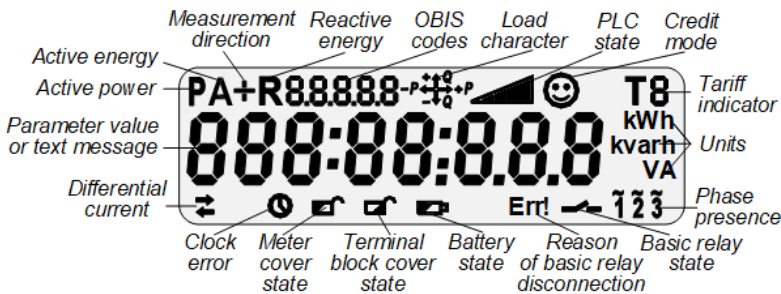 Measurement direction
Reactive energy
OBIS codes
Load character
PLC state
Credit mode
Active energy
Active power
PA+R8.8.8.8.8 -P +Q +P -Q T8
Tariff indicator
Parameter value or text message
888:88:8.8.8
kWh
kvarh
VA
Units
Differential current
Err! 1 2 3
Phase presence
Clock error
Meter cover state
Terminal block cover state
Battery state
Reason of basic relay disconnection
Basic relay state